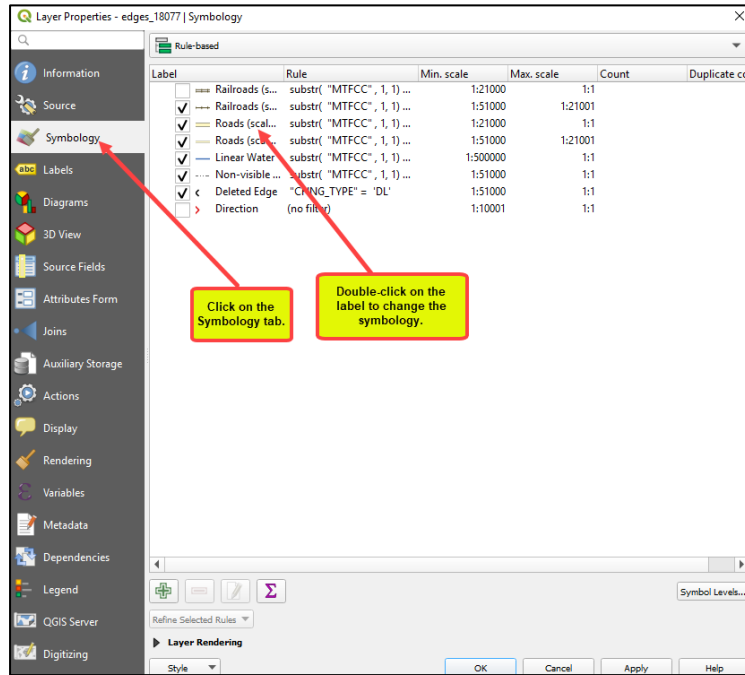 Layer Properties - edges_18077 | Symbology
Rule-based
Information
Source
Symbology
abc Labels
Diagrams
3D View
Source Fields
Attributes Form
Joins
Auxiliary Storage
Actions
Display
Rendering
Variables
Metadata
Dependencies
Legend
QGIS Server
Digitizing
Label Rule Min. scale Max. scale Count Duplicate co
Railroads (s... substr( "MTFCC" , 1, 1) ... 1:21000 1:1
Railroads (s... substr( "MTFCC" , 1, 1) ... 1:51000 1:21001
Roads (scal... substr( "MTFCC" , 1, 1) ... 1:21000 1:1
Roads (sc... substr( "MTFCC" , 1, 1) ... 1:51000 1:21001
Linear Water substr( "MTFCC" , 1, 1) ... 1:500000 1:1
Non-visible ... substr( "MTFCC" , 1, 1) ... 1:51000 1:1
Deleted Edge "CHNG_TYPE" = 'DL' 1:51000 1:1
Direction (no filter) 1:10001 1:1
Click on the
Symbology tab.
Double-click on the
label to change the
symbology.
Symbol Levels...
Refine Selected Rules
Layer Rendering
Style OK Cancel Apply Help